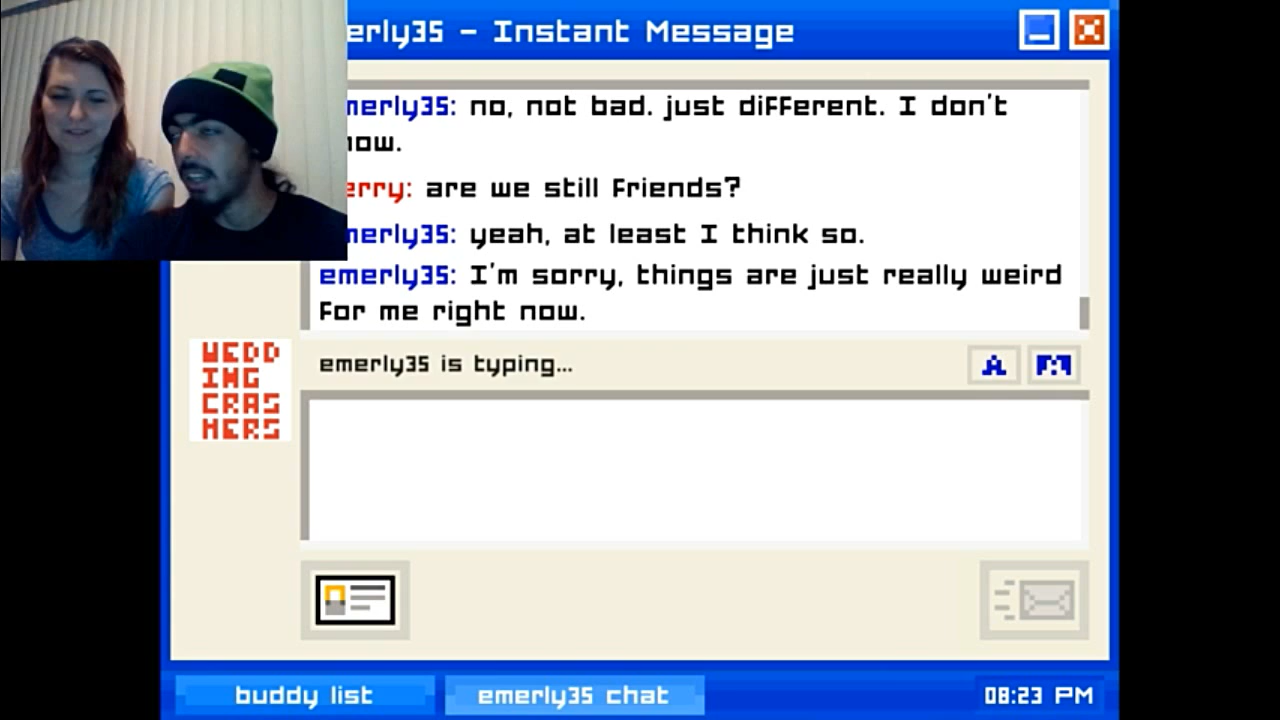 erly35 - Instant Message
merly35: no, not bad. just different. I don't
now.
erry: are we still friends?
merly35: yeah, at least I think so.
emerly35: I'm sorry, things are just really weird
for me right now.
emerly35 is typing...
A
WEDD
ING
CRAS
HERS
buddy list
emerly35 chat
08:23 PM